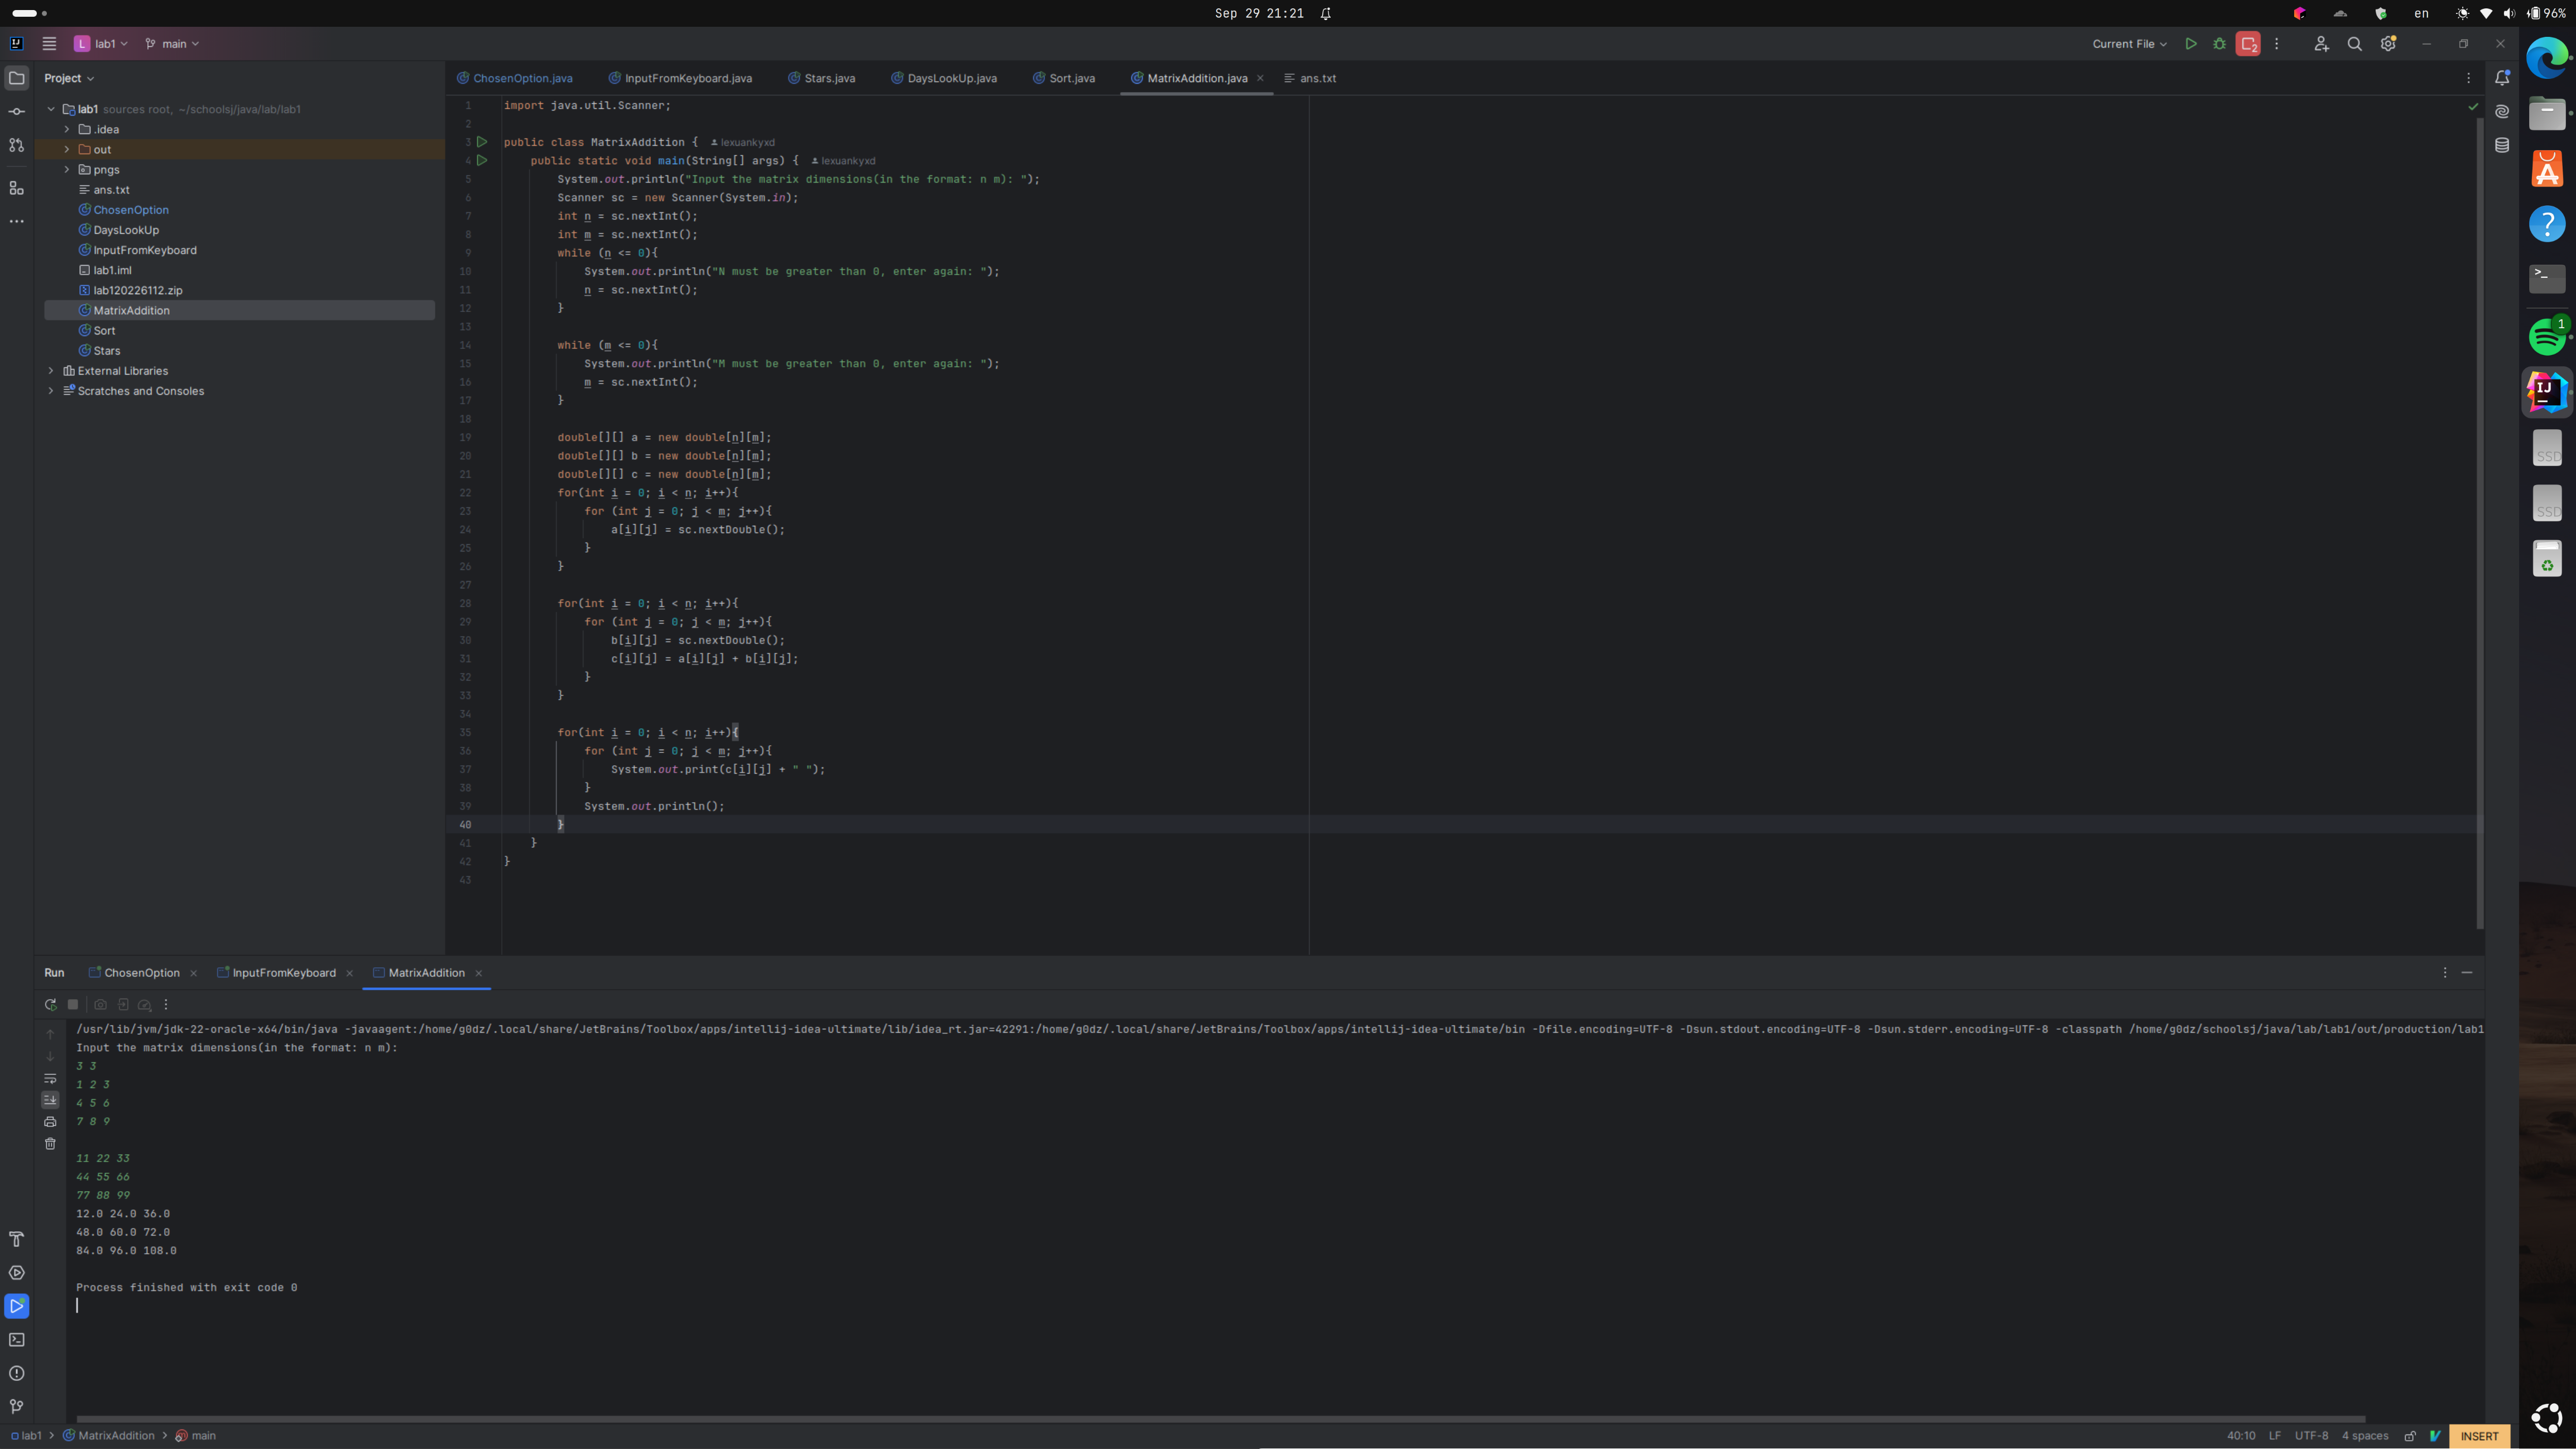 Sep 29 21:21
en
96%
L lab1
main
Current File
Project
lab1 sources root, ~/schoolsj/java/lab/lab1
.idea
out
pngs
ans.txt
ChosenOption
DaysLookUp
InputFromKeyboard
lab1.iml
lab120226112.zip
MatrixAddition
Sort
Stars
External Libraries
Scratches and Consoles
ChosenOption.java
InputFromKeyboard.java
Stars.java
DaysLookUp.java
Sort.java
MatrixAddition.java
ans.txt
1 import java.util.Scanner;
2
3 public class MatrixAddition { lexuankyxd
4 public static void main(String[] args) { lexuankyxd
5 System.out.println("Input the matrix dimensions(in the format: n m): ");
6 Scanner sc = new Scanner(System.in);
7 int n = sc.nextInt();
8 int m = sc.nextInt();
9 while (n <= 0){
10 System.out.println("N must be greater than 0, enter again: ");
11 n = sc.nextInt();
12 }
13
14 while (m <= 0){
15 System.out.println("M must be greater than 0, enter again: ");
16 m = sc.nextInt();
17 }
18
19 double[][] a = new double[n][m];
20 double[][] b = new double[n][m];
21 double[][] c = new double[n][m];
22 for(int i = 0; i < n; i++){
23 for (int j = 0; j < m; j++){
24 a[i][j] = sc.nextDouble();
25 }
26 }
27
28 for(int i = 0; i < n; i++){
29 for (int j = 0; j < m; j++){
30 b[i][j] = sc.nextDouble();
31 c[i][j] = a[i][j] + b[i][j];
32 }
33 }
34
35 for(int i = 0; i < n; i++){
36 for (int j = 0; j < m; j++){
37 System.out.print(c[i][j] + " ");
38 }
39 System.out.println();
40 }
41 }
42 }
43
Run
ChosenOption
InputFromKeyboard
MatrixAddition
/usr/lib/jvm/jdk-22-oracle-x64/bin/java -javaagent:/home/g0dz/.local/share/JetBrains/Toolbox/apps/intellij-idea-ultimate/lib/idea_rt.jar=42291:/home/g0dz/.local/share/JetBrains/Toolbox/apps/intellij-idea-ultimate/bin -Dfile.encoding=UTF-8 -Dsun.stdout.encoding=UTF-8 -Dsun.stderr.encoding=UTF-8 -classpath /home/g0dz/schoolsj/java/lab/lab1/out/production/lab1
Input the matrix dimensions(in the format: n m):
3 3
1 2 3
4 5 6
7 8 9
11 22 33
44 55 66
77 88 99
12.0 24.0 36.0
48.0 60.0 72.0
84.0 96.0 108.0
Process finished with exit code 0
lab1 > MatrixAddition > main
40:10 LF UTF-8 4 spaces
INSERT
1
IJ
SSD
SSD